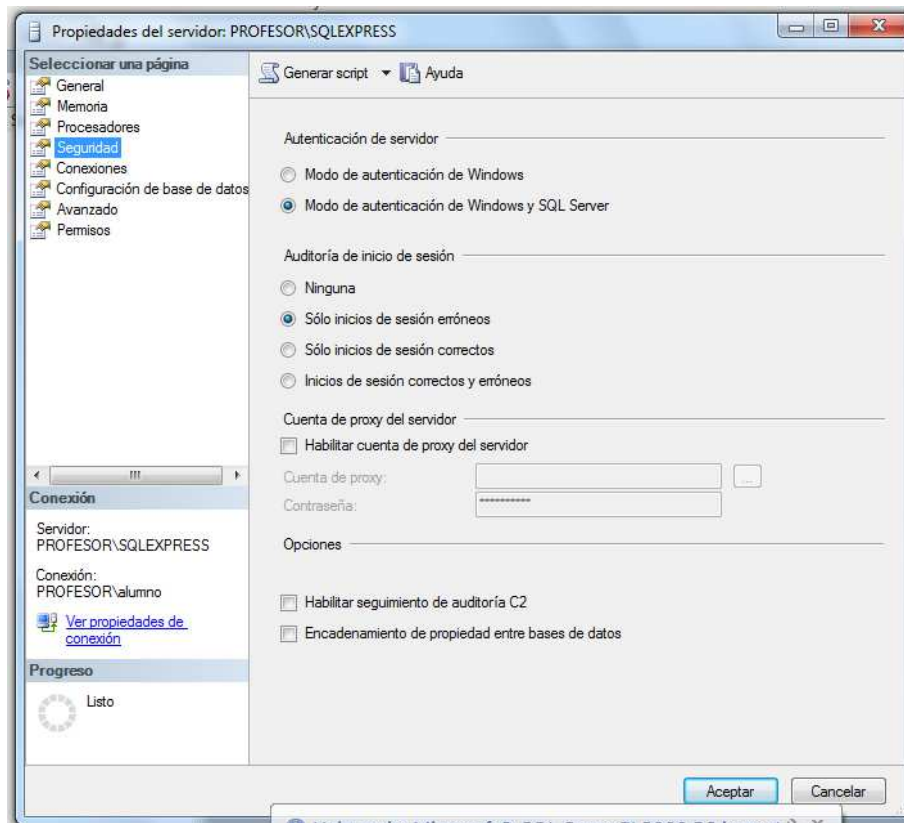 Propiedades del servidor: PROFESOR\SQLEXPRESS
Seleccionar una página
General
Memoria
Procesadores
Seguridad
Conexiones
Configuración de base de datos
Avanzado
Permisos
Generar script
Ayuda
Autenticación de servidor
Modo de autenticación de Windows
Modo de autenticación de Windows y SQL Server
Auditoría de inicio de sesión
Ninguna
Sólo inicios de sesión erróneos
Sólo inicios de sesión correctos
Inicios de sesión correctos y erróneos
Cuenta de proxy del servidor
Habilitar cuenta de proxy del servidor
Cuenta de proxy:
...
Contraseña:
**********
Opciones
Habilitar seguimiento de auditoría C2
Encadenamiento de propiedad entre bases de datos
Conexión
Servidor:
PROFESOR\SQLEXPRESS
Conexión:
PROFESOR\alumno
Ver propiedades de
conexión
Progreso
Listo
Aceptar
Cancelar